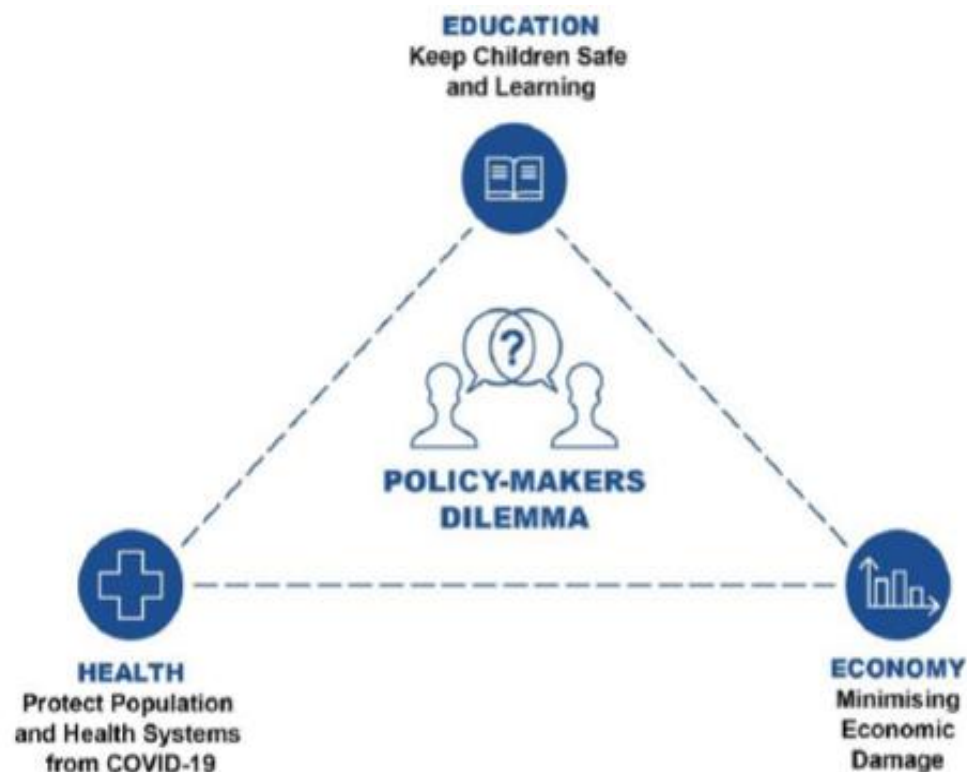 EDUCATION
Keep Children Safe
and Learning
?
POLICY-MAKERS
DILEMMA
HEALTH
Protect Population
and Health Systems
from COVID-19
ECONOMY
Minimising
Economic
Damage